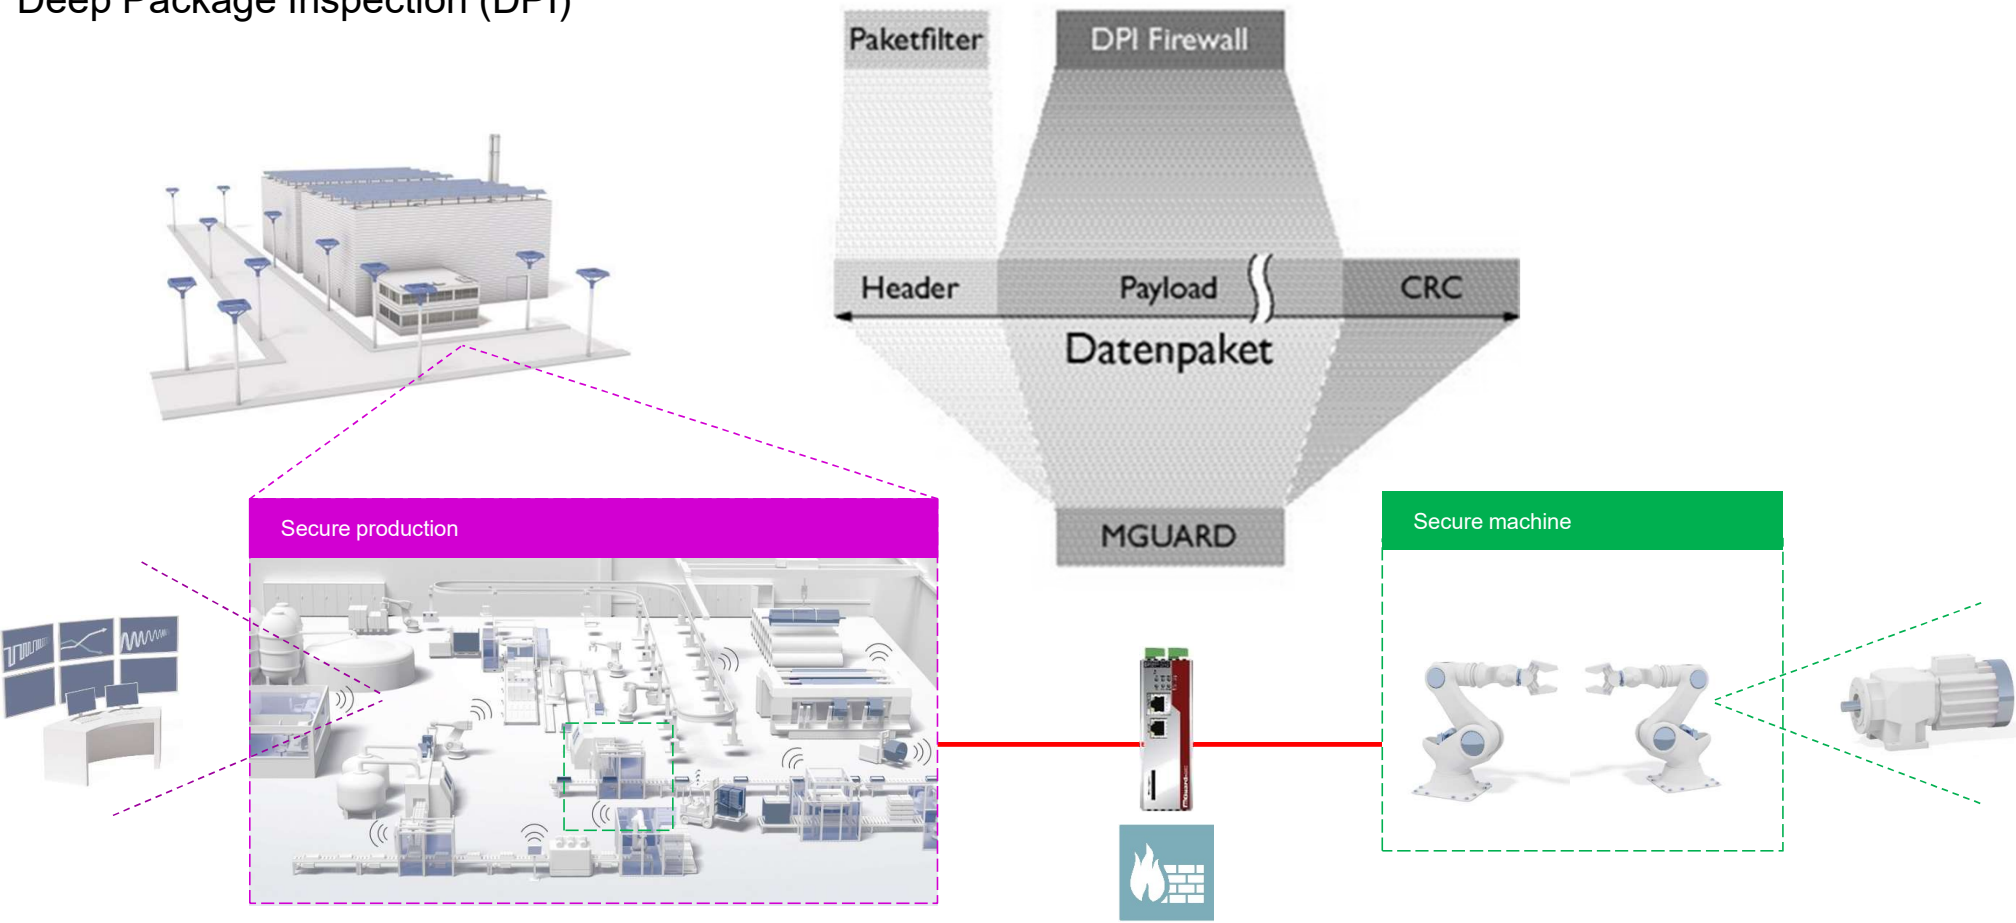 Deep Package Inspection (DPI)
Paketfilter
DPI Firewall
Header
Payload
CRC
Datenpaket
MGUARD
Secure production
Secure machine